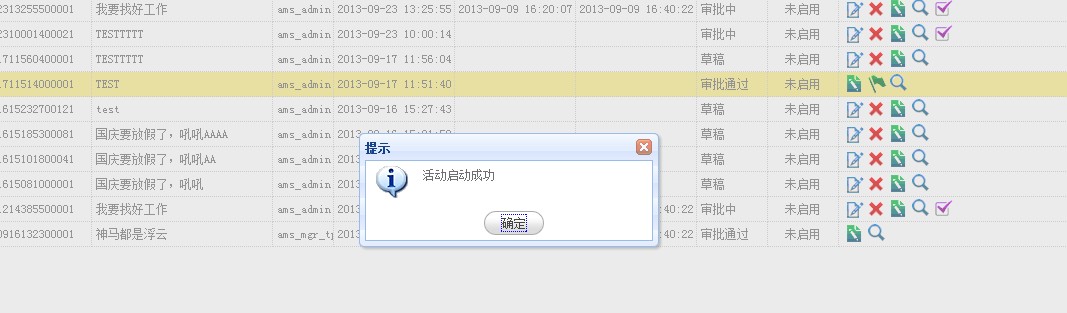 2313255500001 我要找好工作 ams_admin 2013-09-23 13:25:55 2013-09-09 16:20:07 2013-09-09 16:40:22 审批中 未启用
2310001400021 TESTTTTT ams_admin 2013-09-23 10:00:14 审批中 未启用
1711560400001 TESTTTTT ams_admin 2013-09-17 11:56:04 草稿 未启用
1711514000001 TEST ams_admin 2013-09-17 11:51:40 审批通过 未启用
1615232700121 test ams_admin 2013-09-16 15:27:43 草稿 未启用
1615185300081 国庆要放假了，吼吼AAAA ams_admin 草稿 未启用
1615101800041 国庆要放假了，吼吼AA ams_admin 草稿 未启用
1615081000001 国庆要放假了，吼吼 ams_admin 草稿 未启用
1214385500001 我要找好工作 ams_admin :40:22 审批中 未启用
0916132300001 神马都是浮云 ams_mgr_tp :40:22 审批通过 未启用
提示
活动启动成功
确定